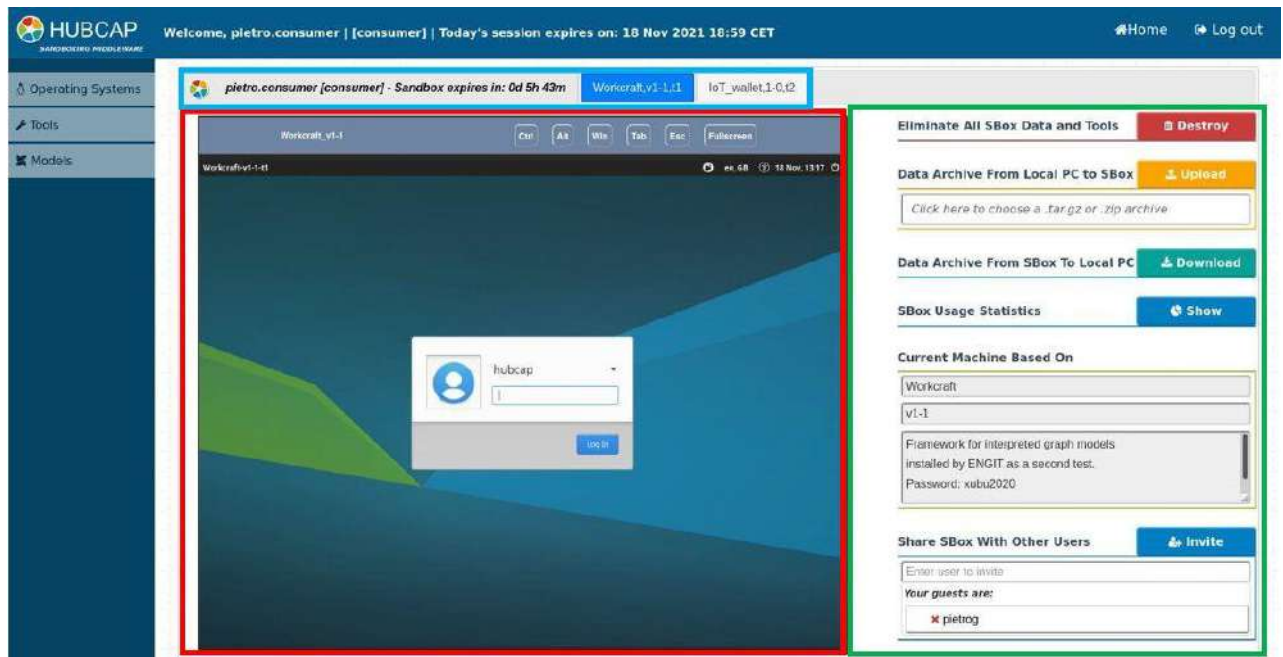 HUBCAP
SANDBOXING MIDDLEWARE
Welcome, pietro.consumer | [consumer] | Today's session expires on: 18 Nov 2021 18:59 CET
Home
Log out
Operating Systems
Tools
Models
pietro.consumer [consumer] - Sandbox expires in: 0d 5h 43m
Workcraft,v1-1,t1
IoT_wallet,1-0,t2
Workcraft_v1-1
Ctrl
Alt
Win
Tab
Esc
Fullscreen
Workcraft-v1-1-t1
en_GB
18 Nov, 13:17
hubcap
Log In
Eliminate All SBox Data and Tools
Destroy
Data Archive From Local PC to SBox
Upload
Click here to choose a .tar.gz or .zip archive
Data Archive From SBox To Local PC
Download
SBox Usage Statistics
Show
Current Machine Based On
Workcraft
v1-1
Framework for interpreted graph models
installed by ENGIT as a second test.
Password: xubu2020
Share SBox With Other Users
Invite
Enter user to invite
Your guests are:
pietrog